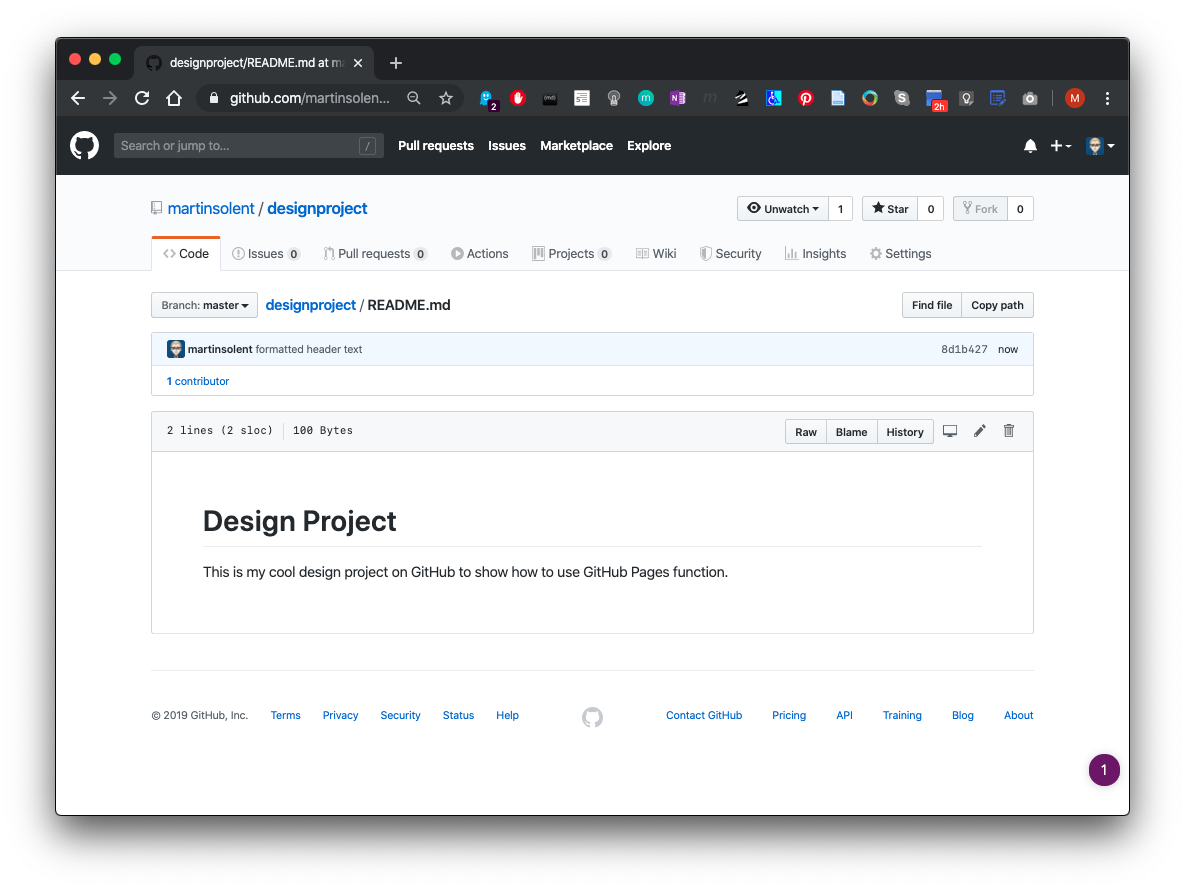 designproject/README.md at ma
github.com/martinsolen...
2
2h
M
Search or jump to...
/
Pull requests
Issues
Marketplace
Explore
martinsolent / designproject
Unwatch 1
Star 0
Fork 0
Code
Issues 0
Pull requests 0
Actions
Projects 0
Wiki
Security
Insights
Settings
Branch: master
designproject / README.md
Find file
Copy path
martinsolent formatted header text
8d1b427 now
1 contributor
2 lines (2 sloc) 100 Bytes
Raw
Blame
History
Design Project
This is my cool design project on GitHub to show how to use GitHub Pages function.
© 2019 GitHub, Inc.
Terms
Privacy
Security
Status
Help
Contact GitHub
Pricing
API
Training
Blog
About
1